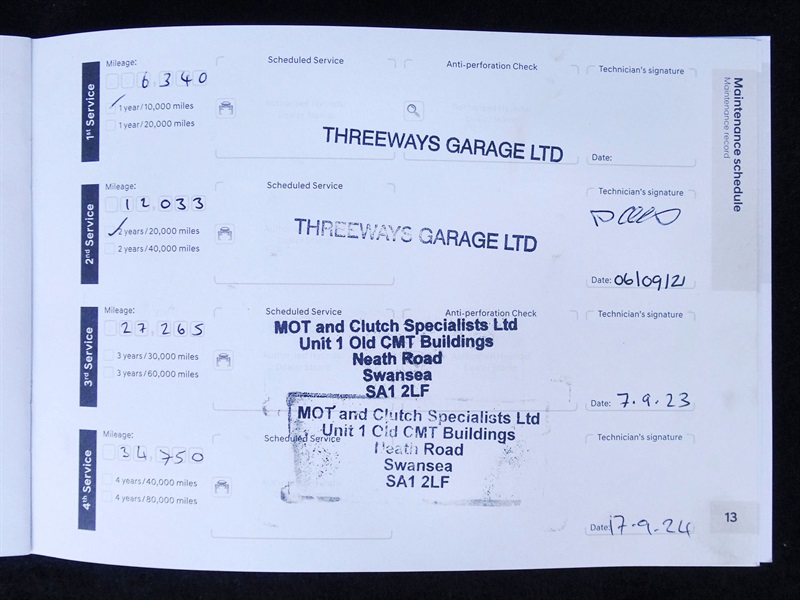 1st Service
Mileage:
6340
1 year/10,000 miles
1 year/20,000 miles
Scheduled Service
Anti-perforation Check
Technician's signature
THREEWAYS GARAGE LTD
Date:
2nd Service
Mileage:
12033
2 years/20,000 miles
2 years/40,000 miles
Scheduled Service
THREEWAYS GARAGE LTD
Technician's signature
Date: 06/09/21
3rd Service
Mileage:
27,265
3 years/30,000 miles
3 years/60,000 miles
Scheduled Service
Anti-perforation Check
MOT and Clutch Specialists Ltd
Unit 1 Old CMT Buildings
Neath Road
Swansea
SA1 2LF
Technician's signature
Date: 7.9.23
4th Service
Mileage:
34,750
4 years/40,000 miles
4 years/80,000 miles
Scheduled Service
MOT and Clutch Specialists Ltd
Unit 1 Old CMT Buildings
Neath Road
Swansea
SA1 2LF
Technician's signature
Date: 17.9.24
Maintenance schedule
Maintenance record
13